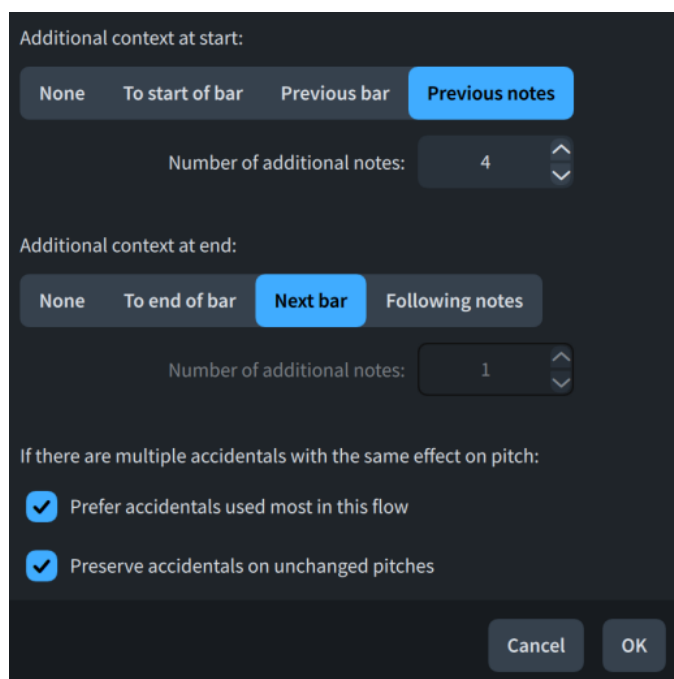 Additional context at start:
None To start of bar Previous bar Previous notes
Number of additional notes: 4
Additional context at end:
None To end of bar Next bar Following notes
Number of additional notes: 1
If there are multiple accidentals with the same effect on pitch:
Prefer accidentals used most in this flow
Preserve accidentals on unchanged pitches
Cancel OK